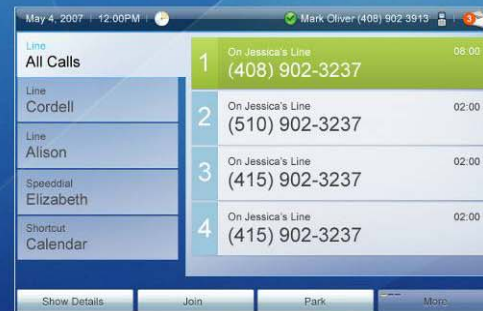 May 4, 2007 | 12:00PM
Mark Oliver (408) 902 3913
3
Line
All Calls
Line
Cordell
Line
Alison
Speeddial
Elizabeth
Shortcut
Calendar
1
On Jessica's Line
08:00
(408) 902-3237
2
On Jessica's Line
02:00
(510) 902-3237
3
On Jessica's Line
02:00
(415) 902-3237
4
On Jessica's Line
02:00
(415) 902-3237
Show Details
Join
Park
More